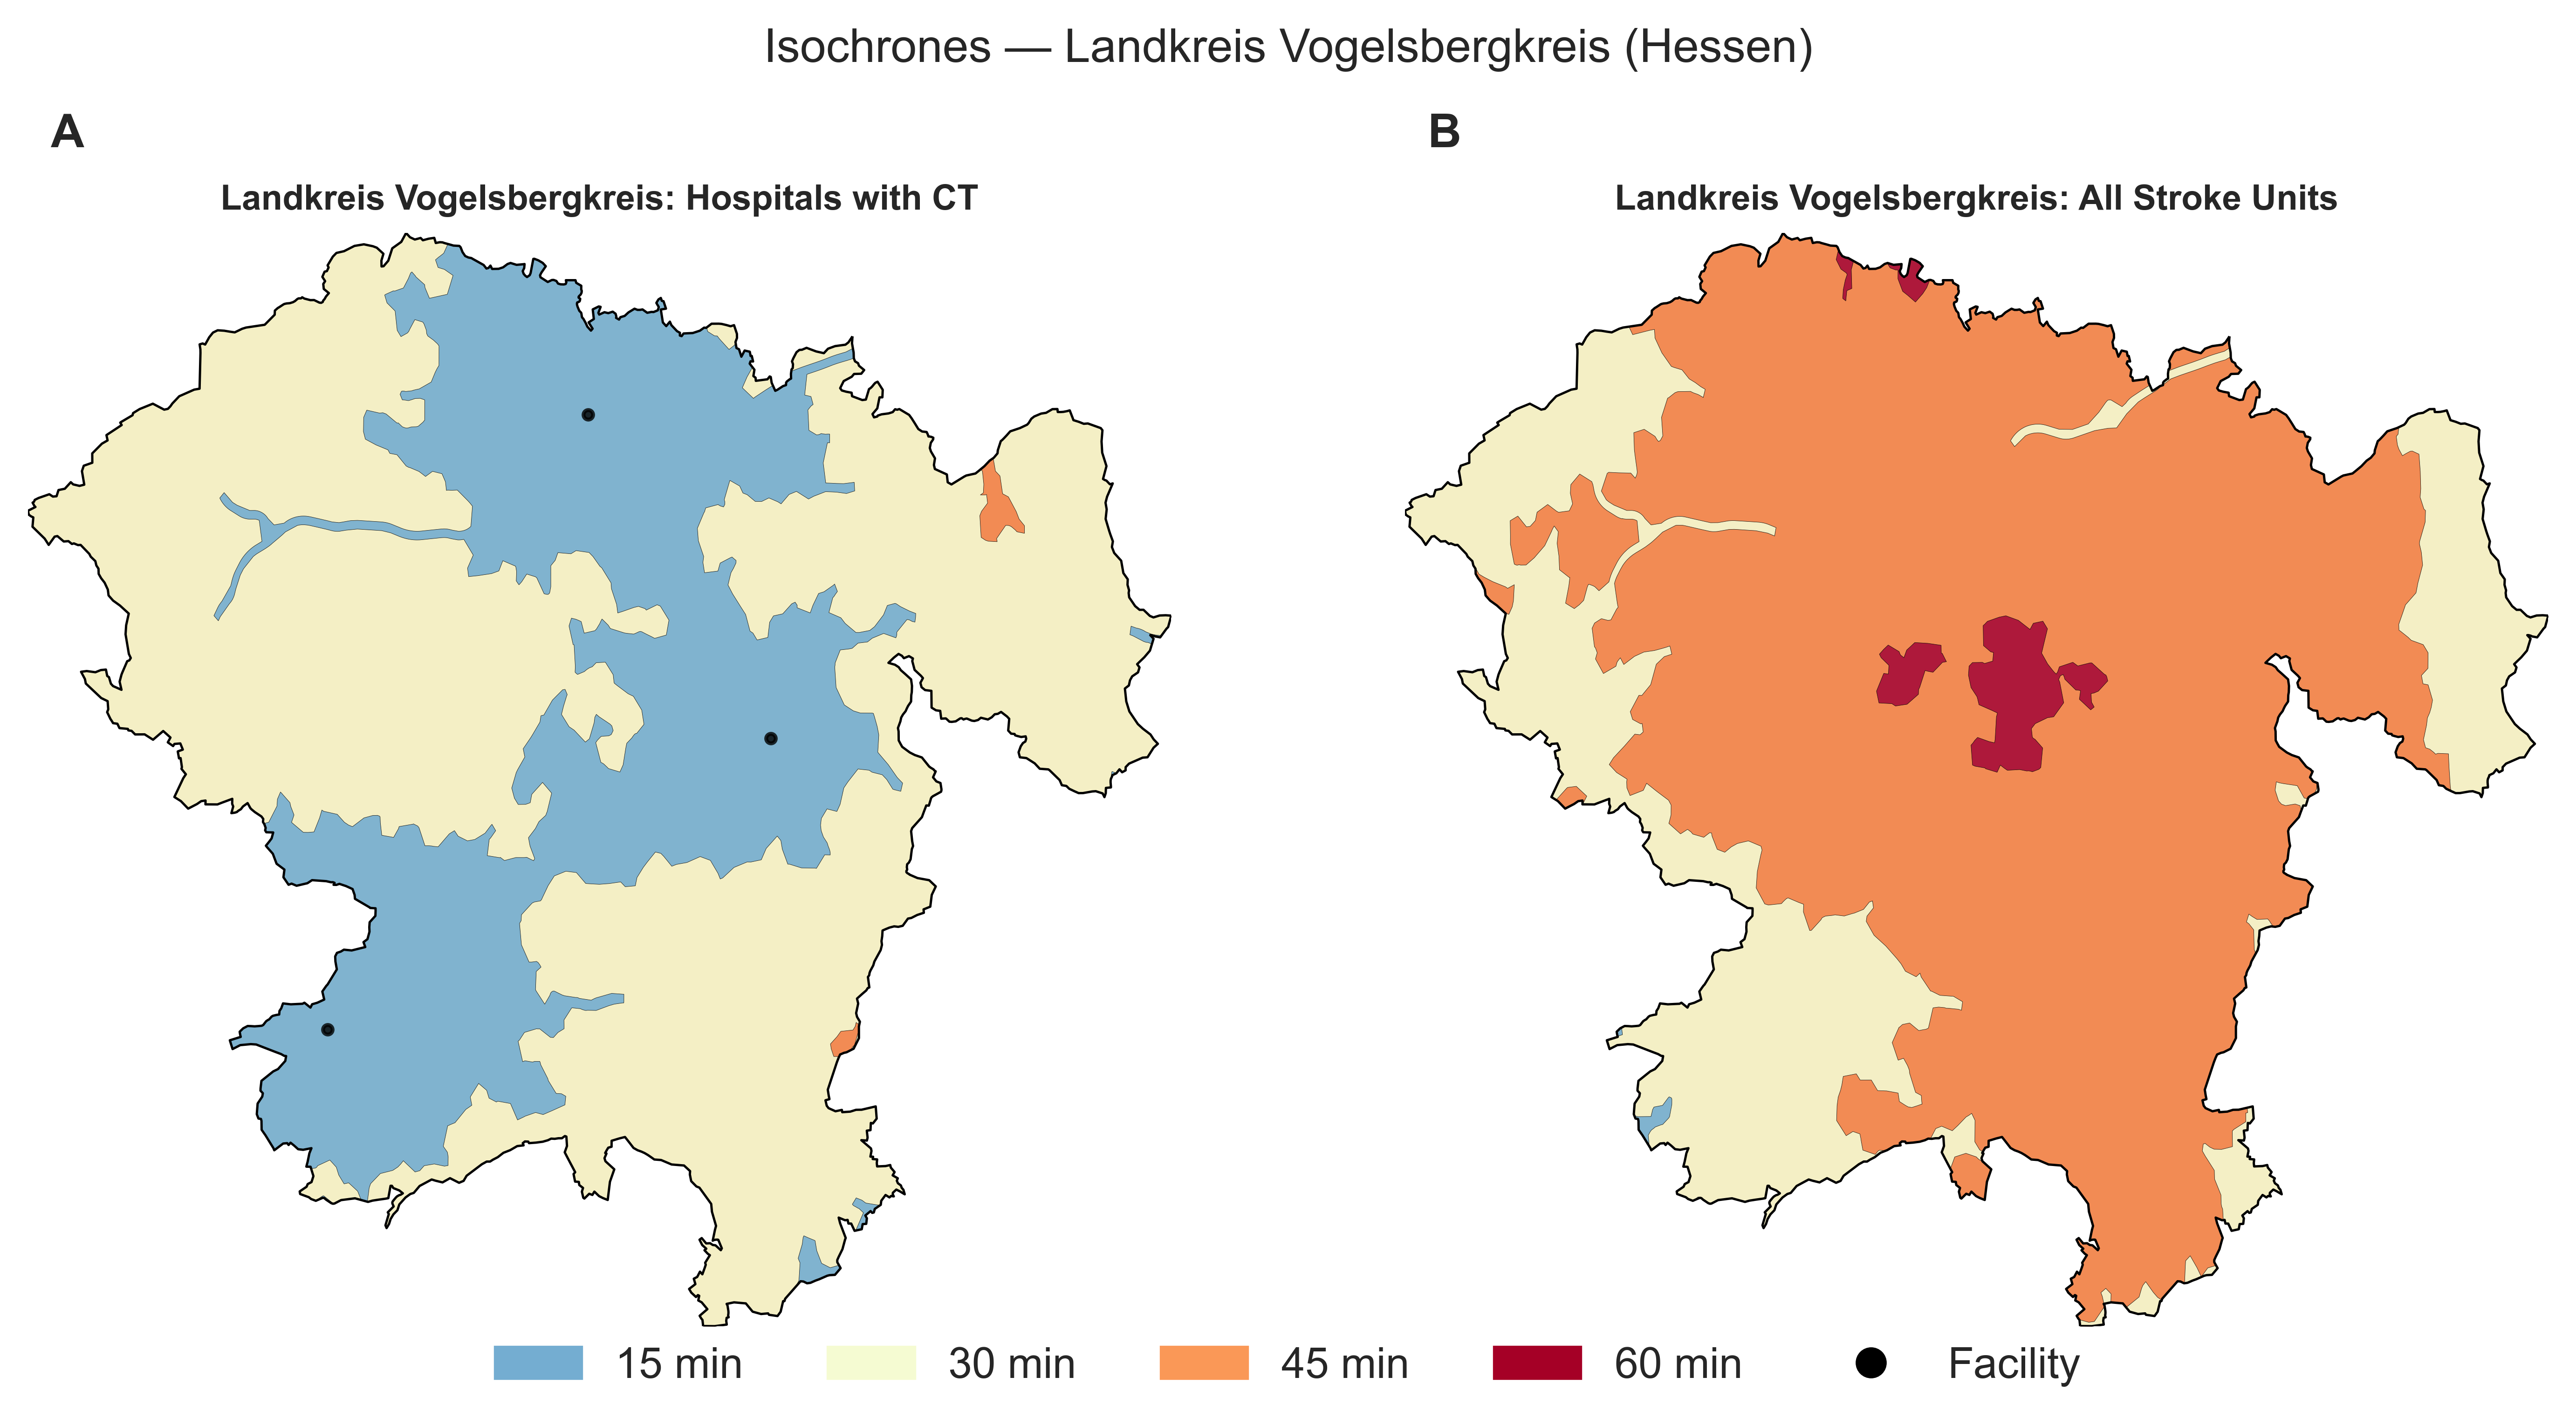 Isochrones — Landkreis Vogelsbergkreis (Hessen)
A
B
Landkreis Vogelsbergkreis: Hospitals with CT
Landkreis Vogelsbergkreis: All Stroke Units
15 min
30 min
45 min
60 min
Facility